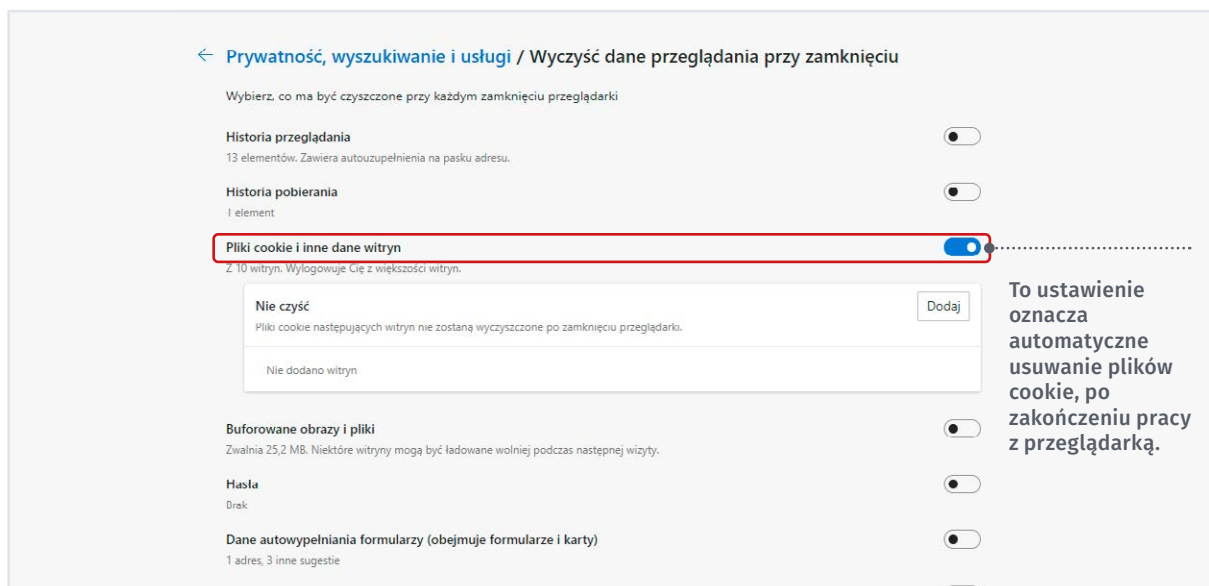 ← Prywatność, wyszukiwanie i usługi / Wyczyść dane przeglądania przy zamknięciu
Wybierz, co ma być czyszczone przy każdym zamknięciu przeglądarki
Historia przeglądania
13 elementów. Zawiera autouzupełnienia na pasku adresu.
Historia pobierania
1 element
Pliki cookie i inne dane witryn
Z 10 witryn. Wylogowuje Cię z większości witryn.
Nie czyść
Dodaj
Pliki cookie następujących witryn nie zostaną wyczyszczone po zamknięciu przeglądarki.
Nie dodano witryn
To ustawienie
oznacza
automatyczne
usuwanie plików
cookie, po
zakończeniu pracy
z przeglądarką.
Buforowane obrazy i pliki
Zwalnia 25,2 MB. Niektóre witryny mogą być ładowane wolniej podczas następnej wizyty.
Hasła
Brak
Dane autowypełniania formularzy (obejmuje formularze i karty)
1 adres, 3 inne sugestie